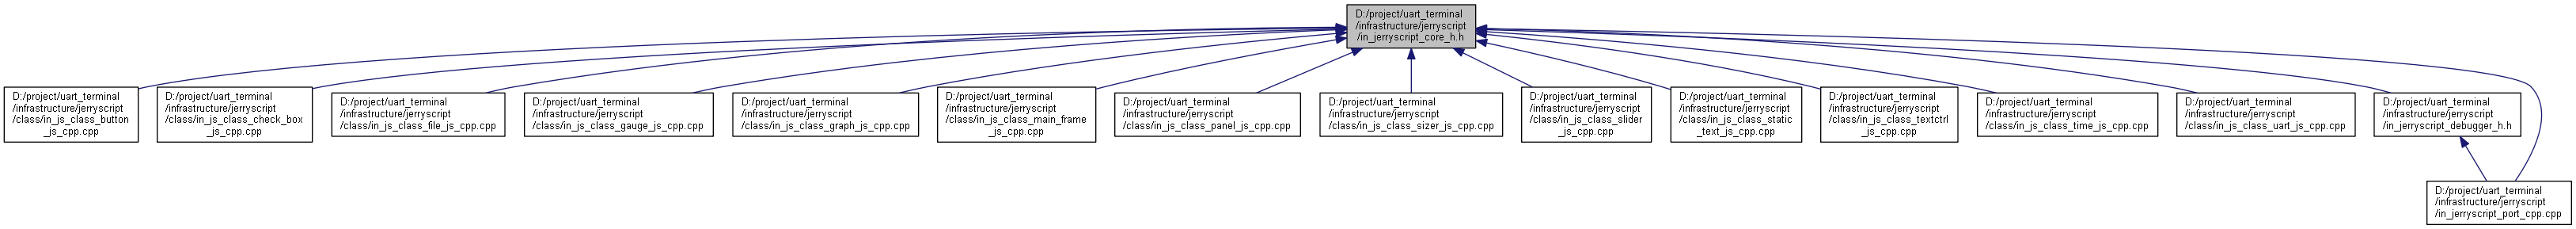 D:/project/uart_terminal
/infrastructure/jerryscript
/in_jerryscript_core_h.h
D:/project/uart_terminal
/infrastructure/jerryscript
/class/in_js_class_button
_js_cpp.cpp
D:/project/uart_terminal
/infrastructure/jerryscript
/class/in_js_class_check_box
_js_cpp.cpp
D:/project/uart_terminal
/infrastructure/jerryscript
/class/in_js_class_file_js_cpp.cpp
D:/project/uart_terminal
/infrastructure/jerryscript
/class/in_js_class_gauge_js_cpp.cpp
D:/project/uart_terminal
/infrastructure/jerryscript
/class/in_js_class_graph_js_cpp.cpp
D:/project/uart_terminal
/infrastructure/jerryscript
/class/in_js_class_main_frame
_js_cpp.cpp
D:/project/uart_terminal
/infrastructure/jerryscript
/class/in_js_class_panel_js_cpp.cpp
D:/project/uart_terminal
/infrastructure/jerryscript
/class/in_js_class_sizer_js_cpp.cpp
D:/project/uart_terminal
/infrastructure/jerryscript
/class/in_js_class_slider
_js_cpp.cpp
D:/project/uart_terminal
/infrastructure/jerryscript
/class/in_js_class_static
_text_js_cpp.cpp
D:/project/uart_terminal
/infrastructure/jerryscript
/class/in_js_class_textctrl
_js_cpp.cpp
D:/project/uart_terminal
/infrastructure/jerryscript
/class/in_js_class_time_js_cpp.cpp
D:/project/uart_terminal
/infrastructure/jerryscript
/class/in_js_class_uart_js_cpp.cpp
D:/project/uart_terminal
/infrastructure/jerryscript
/in_jerryscript_debugger_h.h
D:/project/uart_terminal
/infrastructure/jerryscript
/in_jerryscript_port_cpp.cpp